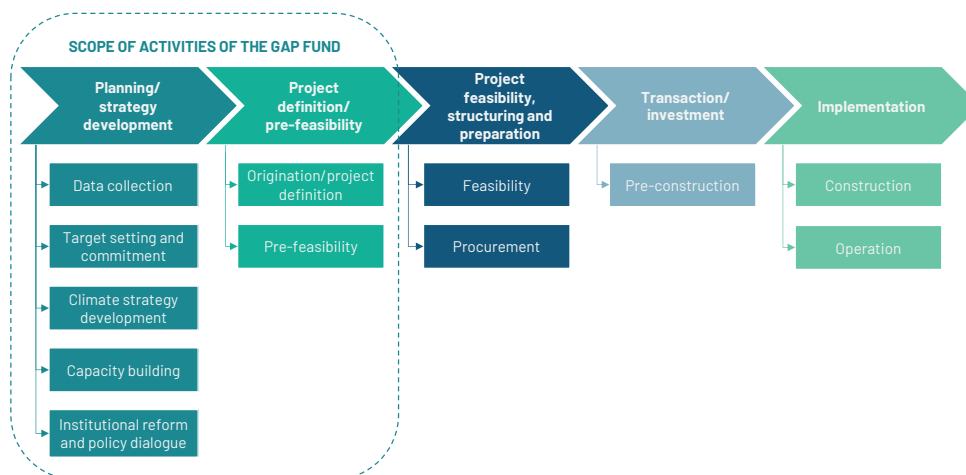 SCOPE OF ACTIVITIES OF THE GAP FUND
Planning/
strategy
development
Project
definition/
pre-feasibility
Project
feasibility,
structuring and
preparation
Transaction/
investment
Implementation
Data collection
Target setting and
commitment
Climate strategy
development
Capacity building
Institutional reform
and policy dialogue
Origination/project
definition
Pre-feasibility
Feasibility
Procurement
Pre-construction
Construction
Operation